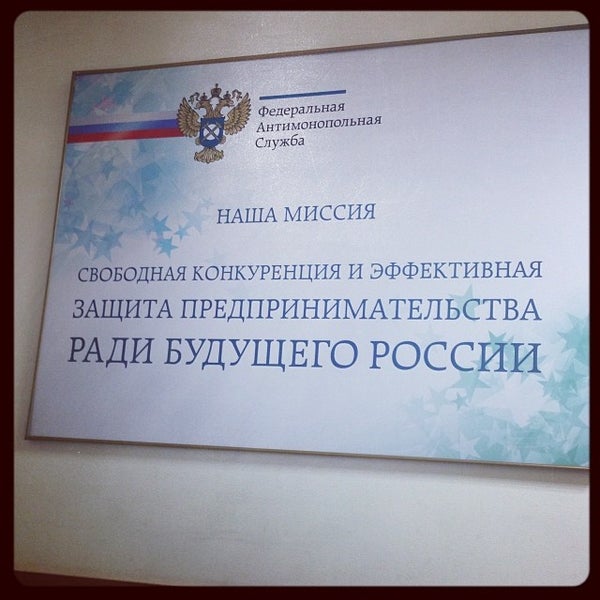 Федеральная
Антимонопольная
Служба
НАША МИССИЯ
СВОБОДНАЯ КОНКУРЕНЦИЯ И ЭФФЕКТИВНАЯ
ЗАЩИТА ПРЕДПРИНИМАТЕЛЬСТВА
РАДИ БУДУЩЕГО РОССИИ